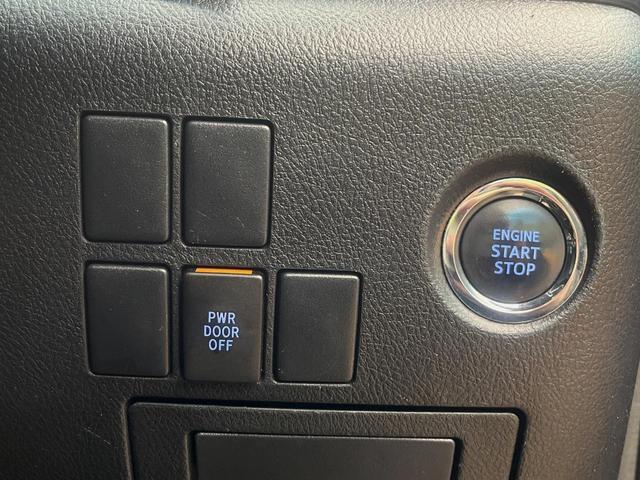 ENGINE
START
STOP
PWR
DOOR
OFF